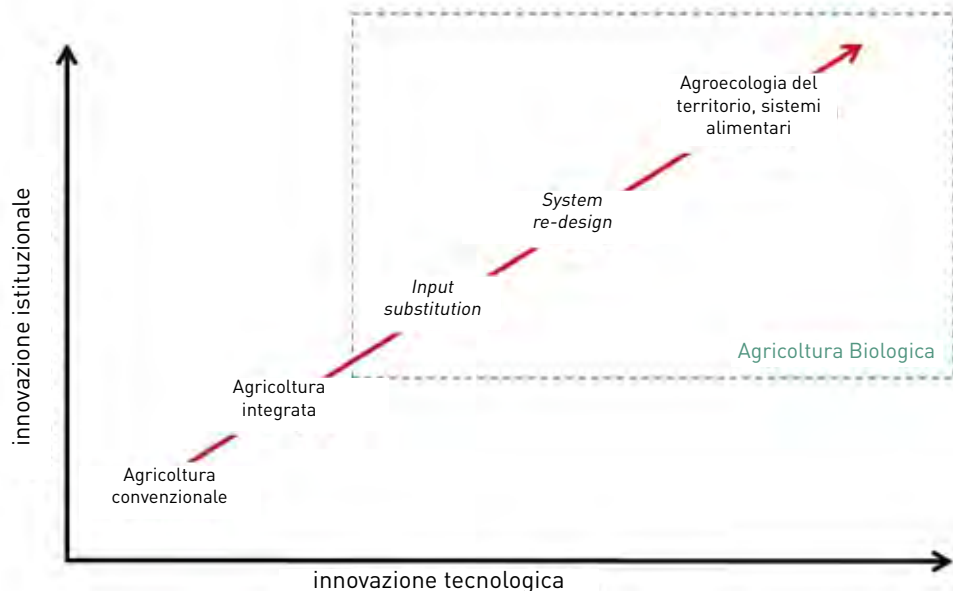 Agroecologia del
territorio, sistemi
alimentari
System
re-design
Input
substitution
Agricoltura Biologica
Agricoltura
integrata
Agricoltura
convenzionale
innovazione istituzionale
innovazione tecnologica